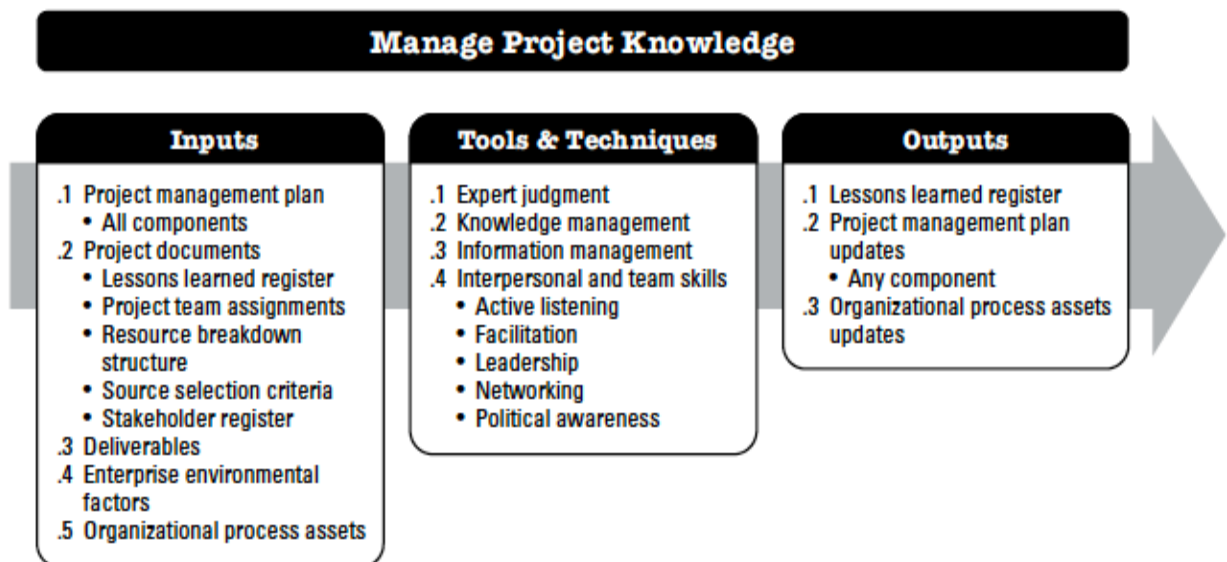 Manage Project Knowledge
Inputs
.1 Project management plan
• All components
.2 Project documents
• Lessons learned register
• Project team assignments
• Resource breakdown
structure
• Source selection criteria
• Stakeholder register
.3 Deliverables
.4 Enterprise environmental
factors
.5 Organizational process assets
Tools & Techniques
.1 Expert judgment
.2 Knowledge management
.3 Information management
.4 Interpersonal and team skills
• Active listening
• Facilitation
• Leadership
• Networking
• Political awareness
Outputs
.1 Lessons learned register
.2 Project management plan
updates
• Any component
.3 Organizational process assets
updates